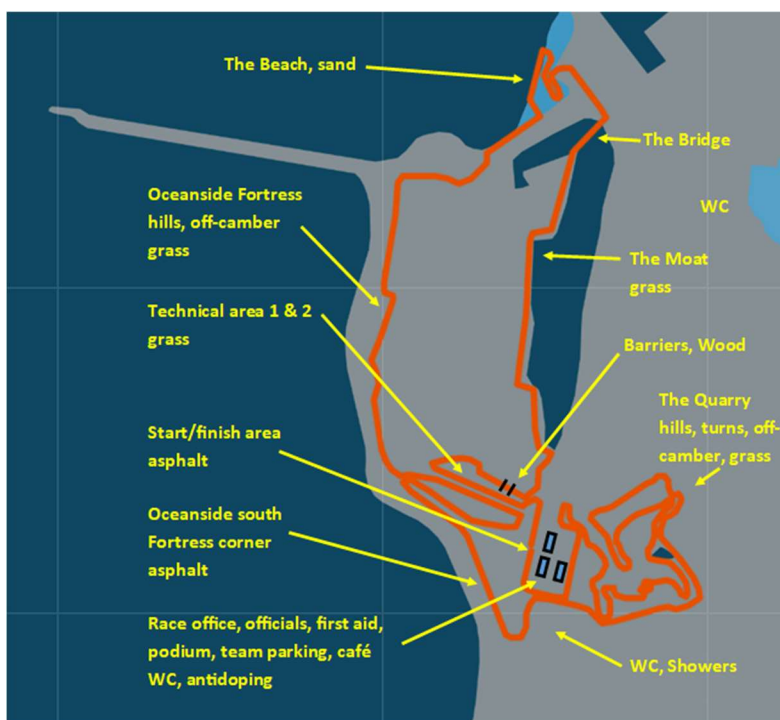 The Beach, sand
The Bridge
Oceanside Fortress
hills, off-camber
grass
WC
The Moat
grass
Technical area 1 & 2
grass
Barriers, Wood
The Quarry
hills, turns, off-
camber, grass
Start/finish area
asphalt
Oceanside south
Fortress corner
asphalt
Race office, officials, first aid,
podium, team parking, café
WC, antidoping
WC, Showers